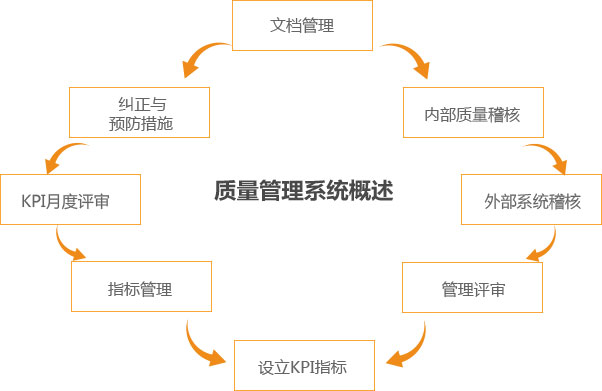 文档管理
纠正与
预防措施
内部质量稽核
KPI月度评审
质量管理系统概述
外部系统稽核
指标管理
管理评审
设立KPI指标